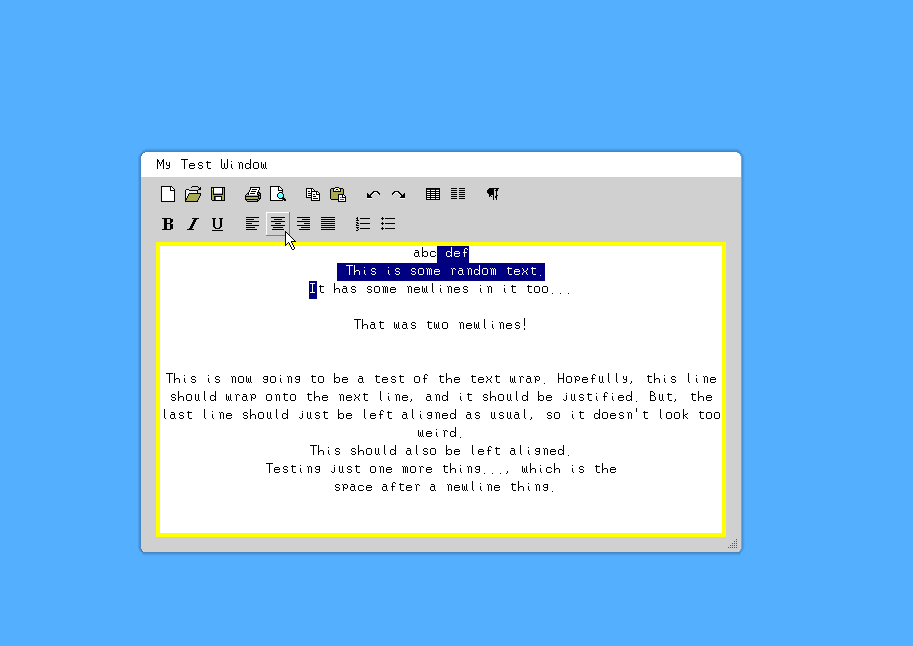 My Test Window
B I U
abc def
This is some random text.
It has some newlines in it too...
That was two newlines!
This is now going to be a test of the text wrap. Hopefully, this line
should wrap onto the next line, and it should be justified. But, the
last line should just be left aligned as usual, so it doesn't look too
weird.
This should also be left aligned.
Testing just one more thing..., which is the
space after a newline thing.